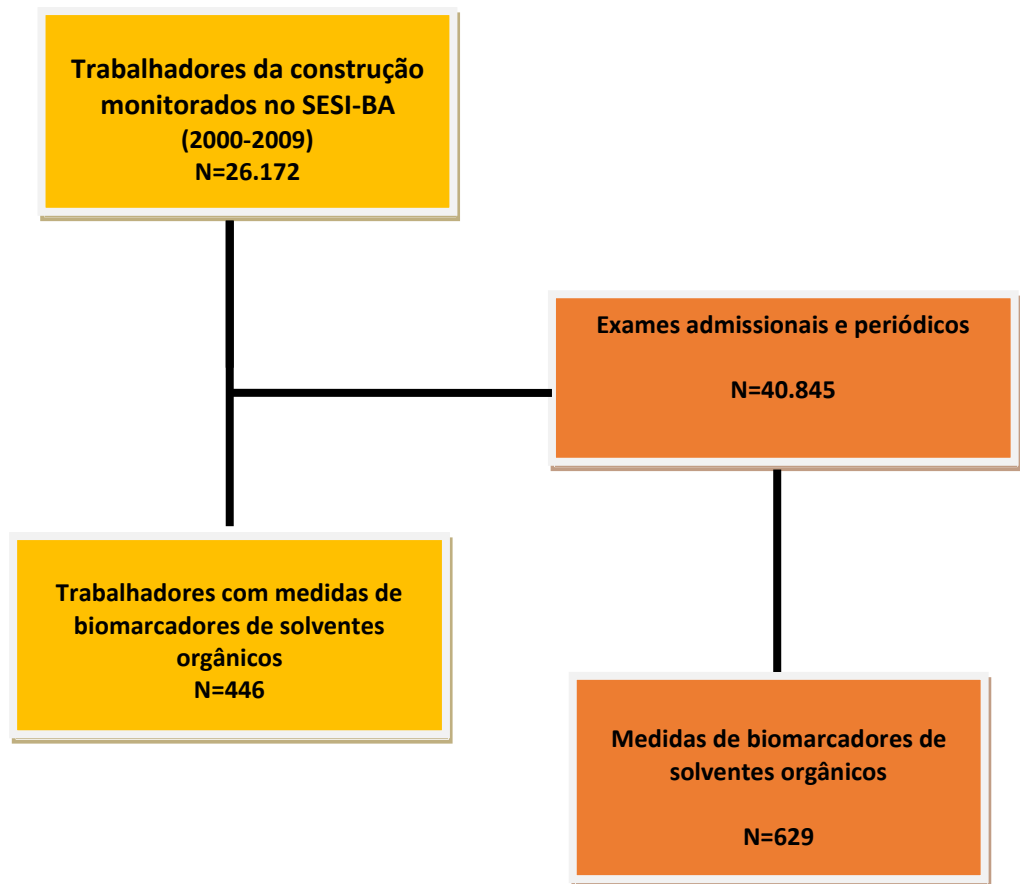 Trabalhadores da construção
monitorados no SESI-BA
(2000-2009)
N=26.172
Exames admissionais e periódicos
N=40.845
Trabalhadores com medidas de
biomarcadores de solventes
orgânicos
N=446
Medidas de biomarcadores de
solventes orgânicos
N=629